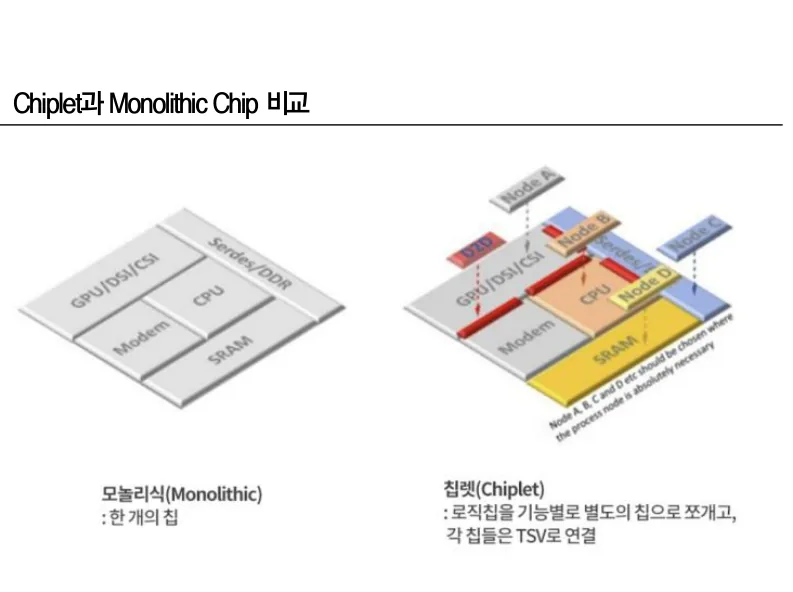 Chiplet과 Monolithic Chip 비교
GPU/DSI/CSI
Serdes/DDR
CPU
Modem
SRAM
Node A
Node B
Node C
D2D
Serdes/
GPU/DSI/CSI
Node D
CPU
Modem
SRAM
Node A, B, C and D etc should be chosen where
the process node is absolutely necessary
모놀리식(Monolithic)
: 한 개의 칩
칩렛(Chiplet)
: 로직칩을 기능별로 별도의 칩으로 쪼개고,
각 칩들은 TSV로 연결